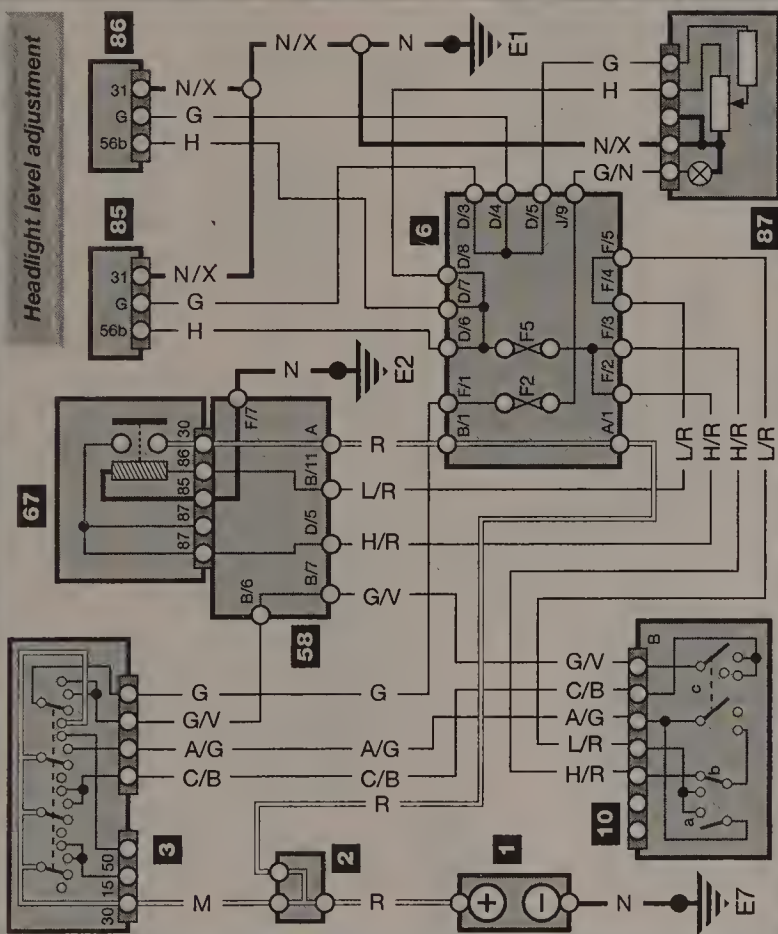 Headlight level adjustment
86
31
G
56b
N/X
G
H
N/X
N
E1
85
31
G
56b
N/X
G
H
67
30
86
85
87
87
A
B/11
D/5
B/7
B/6
F/7
58
N
E2
R
L/R
H/R
G/V
6
D/3
D/4
D/5
J/9
D/8
D/7
D/6
F/1
B/1
F5
F2
F/5
F/4
F/3
F/2
A/1
G
H
N/X
G/N
87
L/R
H/R
H/R
L/R
3
30
15
50
G
G/V
A/G
C/B
G
A/G
C/B
R
M
2
R
1
+
−
N
E7
10
G/V
C/B
A/G
L/R
H/R
B
c
b
a